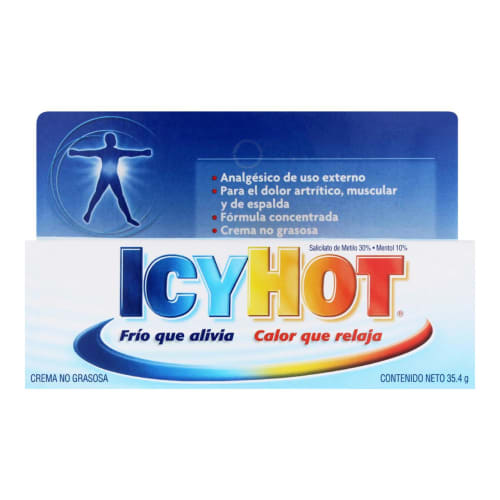 • Analgésico de uso externo
• Para el dolor artrítico, muscular
y de espalda
• Fórmula concentrada
• Crema no grasosa
Salicilato de Metilo 30% • Mentol 10%
ICYHOT®
Frío que alivia Calor que relaja
CREMA NO GRASOSA
CONTENIDO NETO 35.4 g